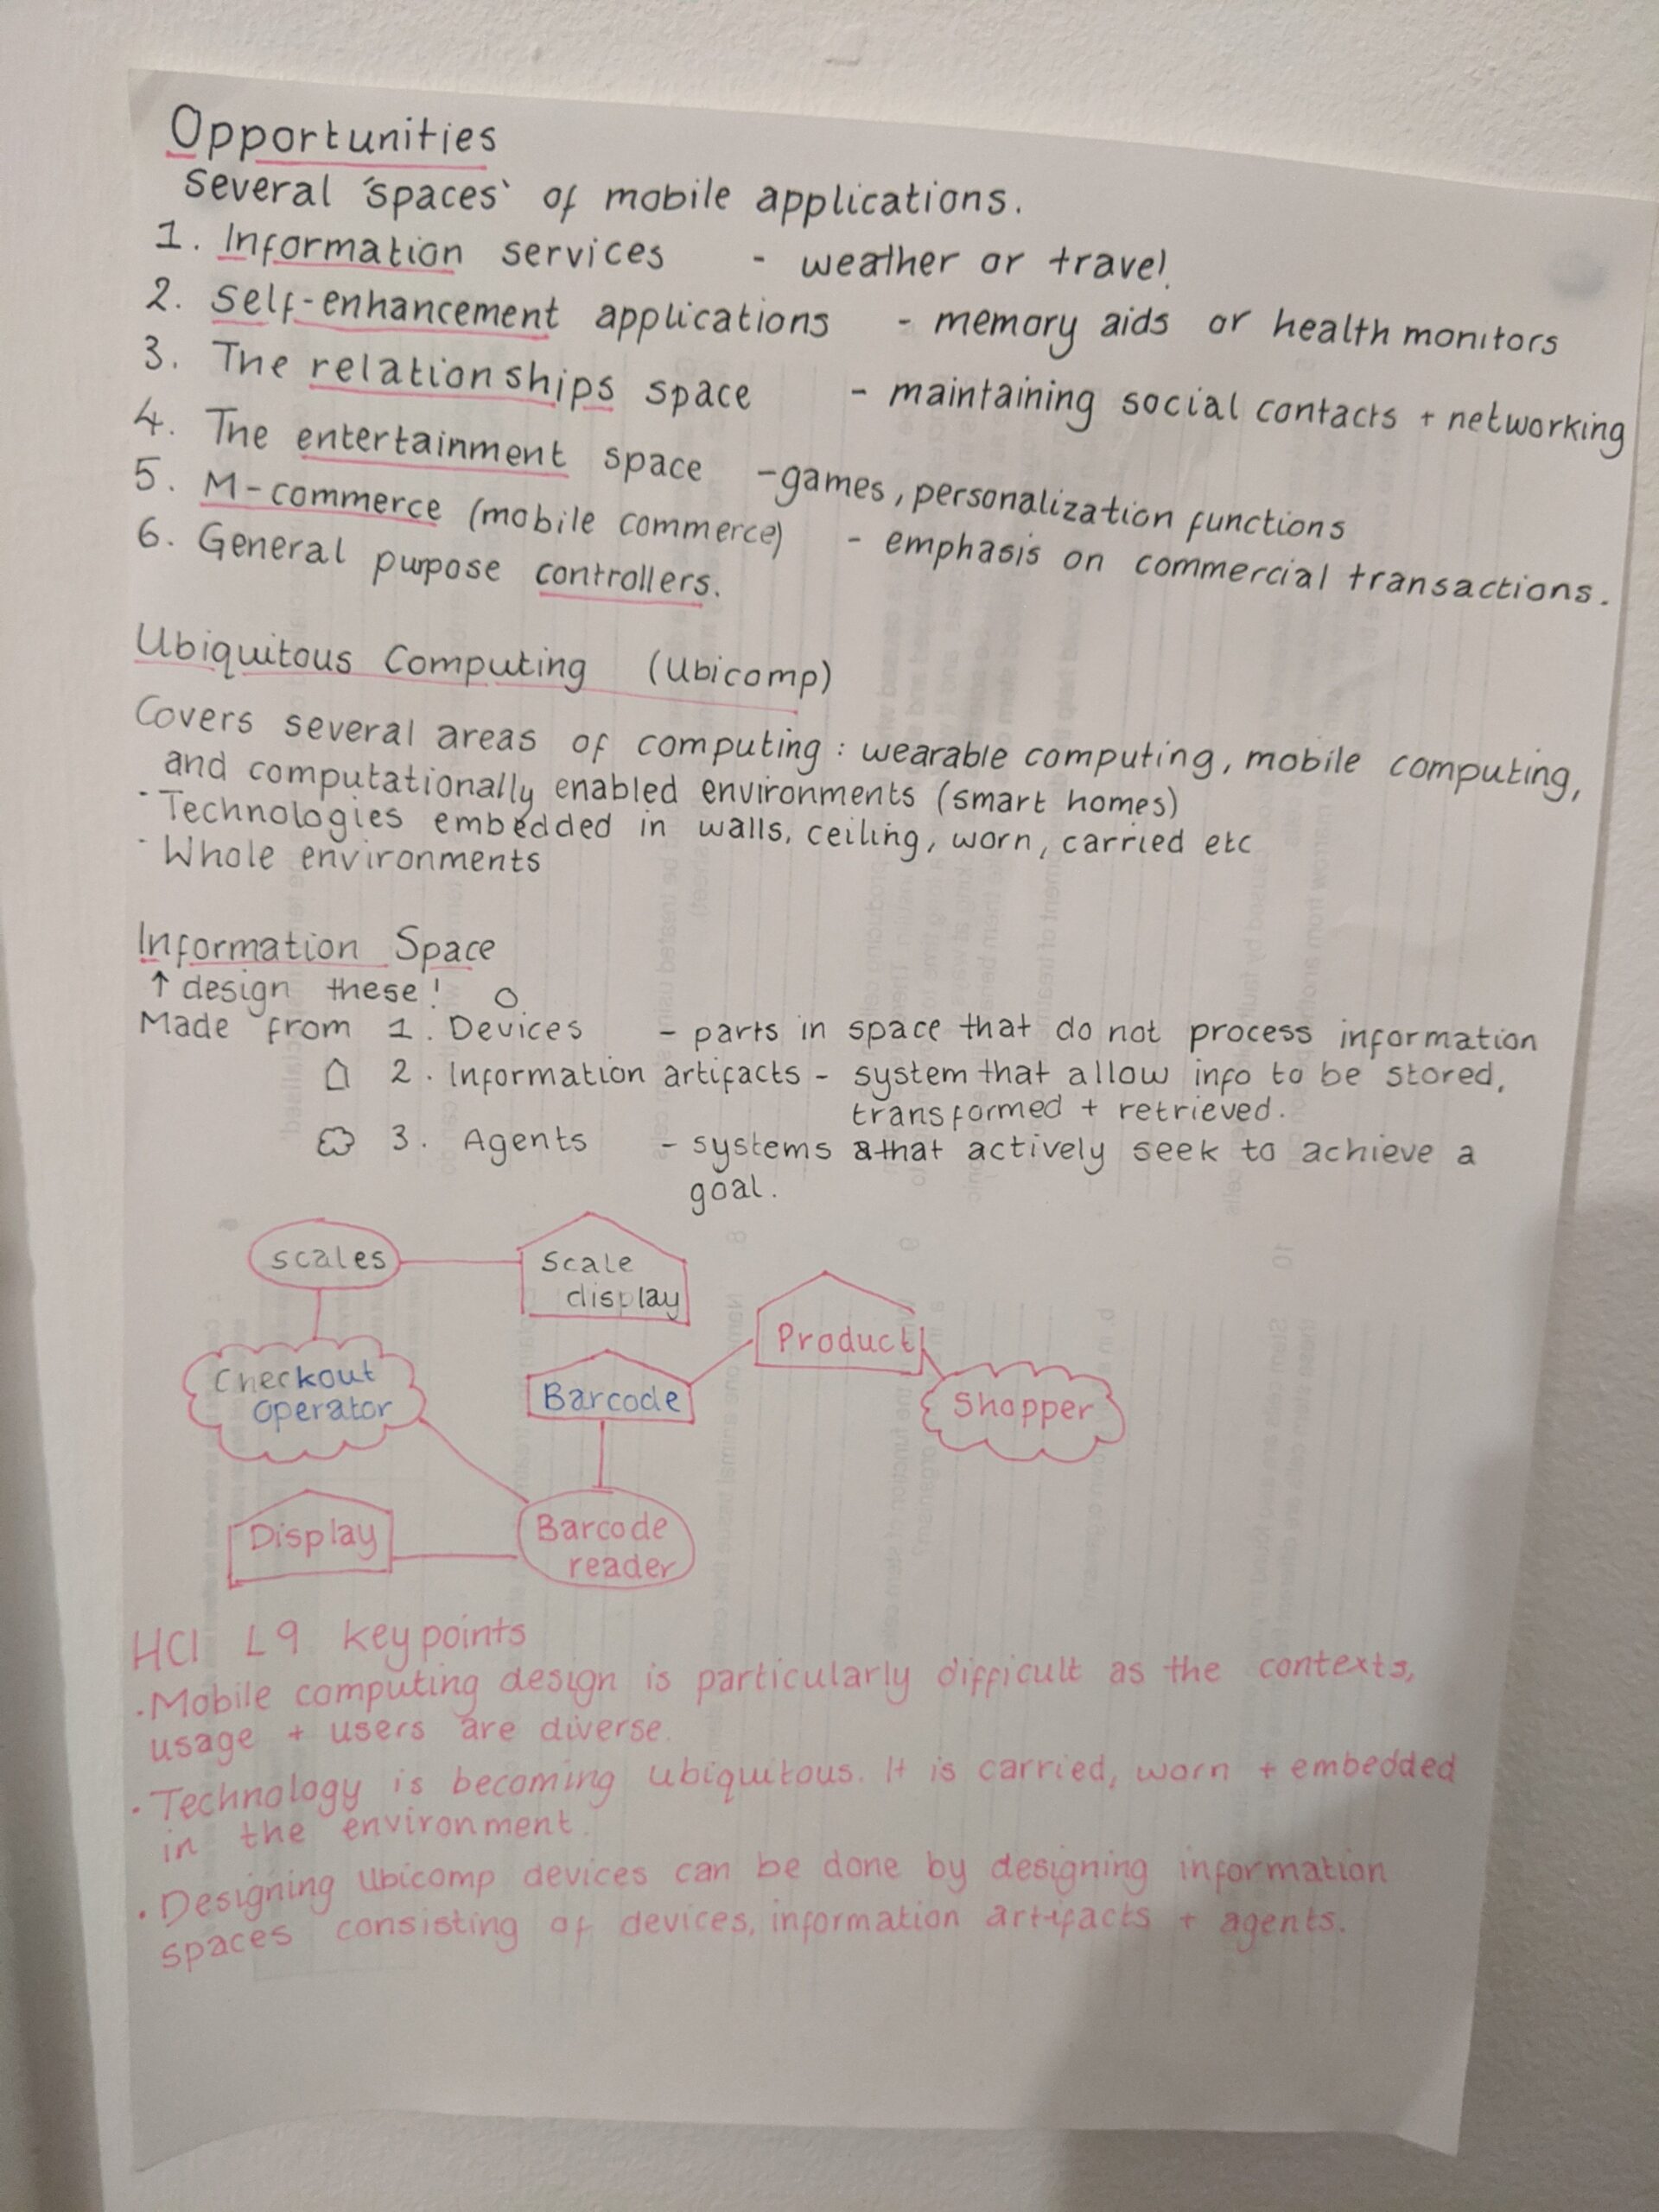 Opportunities
Several 'spaces' of mobile applications.
1. Information services - weather or travel.
2. Self-enhancement applications - memory aids or health monitors
3. The relationships space - maintaining social contacts + networking
4. The entertainment space - games, personalization functions
5. M-commerce (mobile commerce) - emphasis on commercial transactions.
6. General purpose controllers.
Ubiquitous Computing (Ubicomp)
Covers several areas of computing: wearable computing, mobile computing,
and computationally enabled environments (smart homes)
- Technologies embedded in walls, ceiling, worn, carried etc
- Whole environments
Information Space
↑ design these!
Made from 1. Devices - parts in space that do not process information
2. Information artifacts - system that allow info to be stored,
transformed + retrieved.
3. Agents - systems that actively seek to achieve a
goal.
scales
Scale
display
Product
Checkout
operator
Barcode
Shopper
Display
Barcode
reader
HCI L9 key points
· Mobile computing design is particularly difficult as the contexts,
usage + users are diverse.
· Technology is becoming ubiquitous. It is carried, worn + embedded
in the environment.
· Designing Ubicomp devices can be done by designing information
spaces consisting of devices, information artifacts + agents.